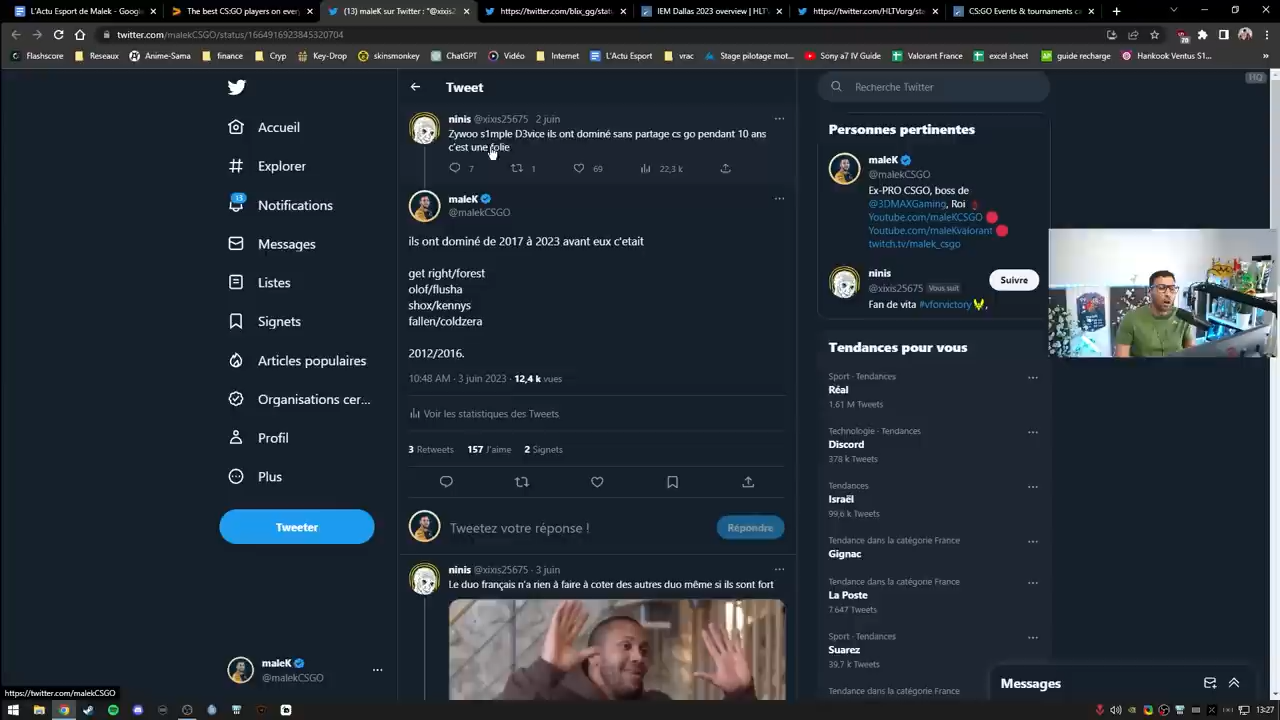 L'Actu Esport de Malek - Google
The best CS:GO players on every
(13) maleK sur Twitter : "@xixis2
https://twitter.com/blix_gg/statu
IEM Dallas 2023 overview | HLTV
https://twitter.com/HLTVorg/sta
CS:GO Events & tournaments ca
twitter.com/malekCSGO/status/1664916923845320704
Flashscore
Reseaux
Anime-Sama
finance
Cryp
Key-Drop
skinsmonkey
ChatGPT
Vidéo
Internet
L'Actu Esport
vrac
Stage pilotage mot...
Sony a7 IV Guide
Valorant France
excel sheet
guide recharge
Hankook Ventus S1...
HQ
Accueil
Explorer
13
Notifications
Messages
Listes
Signets
Articles populaires
Organisations cer...
Profil
Plus
Tweeter
maleK
@malekCSGO
https://twitter.com/malekCSGO
Tweet
ninis @xixis25675 · 2 juin
Zywoo s1mple D3vice ils ont dominé sans partage cs go pendant 10 ans
c'est une folie
7 1 69 22,3 k
maleK
@malekCSGO
ils ont dominé de 2017 à 2023 avant eux c'etait
get right/forest
olof/flusha
shox/kennys
fallen/coldzera
2012/2016.
10:48 AM · 3 juin 2023 · 12,4 k vues
Voir les statistiques des Tweets
3 Retweets 157 J'aime 2 Signets
Tweetez votre réponse !
Répondre
ninis @xixis25675 · 3 juin
Le duo français n'a rien à faire à coter des autres duo même si ils sont fort
Recherche Twitter
Personnes pertinentes
maleK
@malekCSGO
Ex-PRO CSGO, boss de
@3DMAXGaming, Roi
Youtube.com/maleKCSGO
Youtube.com/maleKvalorant
twitch.tv/malek_csgo
ninis
@xixis25675 Vous suit
Suivre
Fan de vita #vforvictory ,
Tendances pour vous
Sport · Tendances
Réal
1,61 M Tweets
Technologie · Tendances
Discord
378 k Tweets
Tendances
Israël
99,6 k Tweets
Tendance dans la catégorie France
Gignac
Tendance dans la catégorie France
La Poste
7 647 Tweets
Sport · Tendances
Suarez
39,7 k Tweets
Tendance dans la catégorie France
Messages
13:27